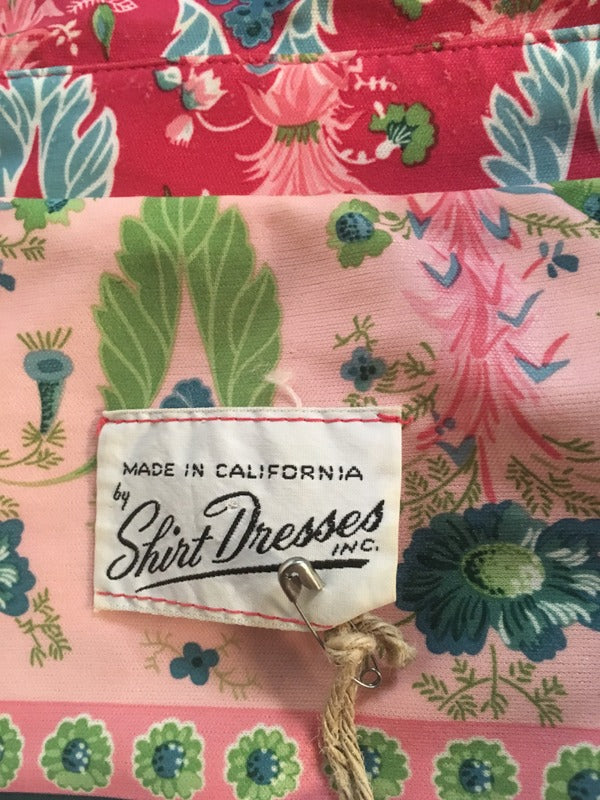 MADE IN CALIFORNIA
by
Shirt Dresses
INC.